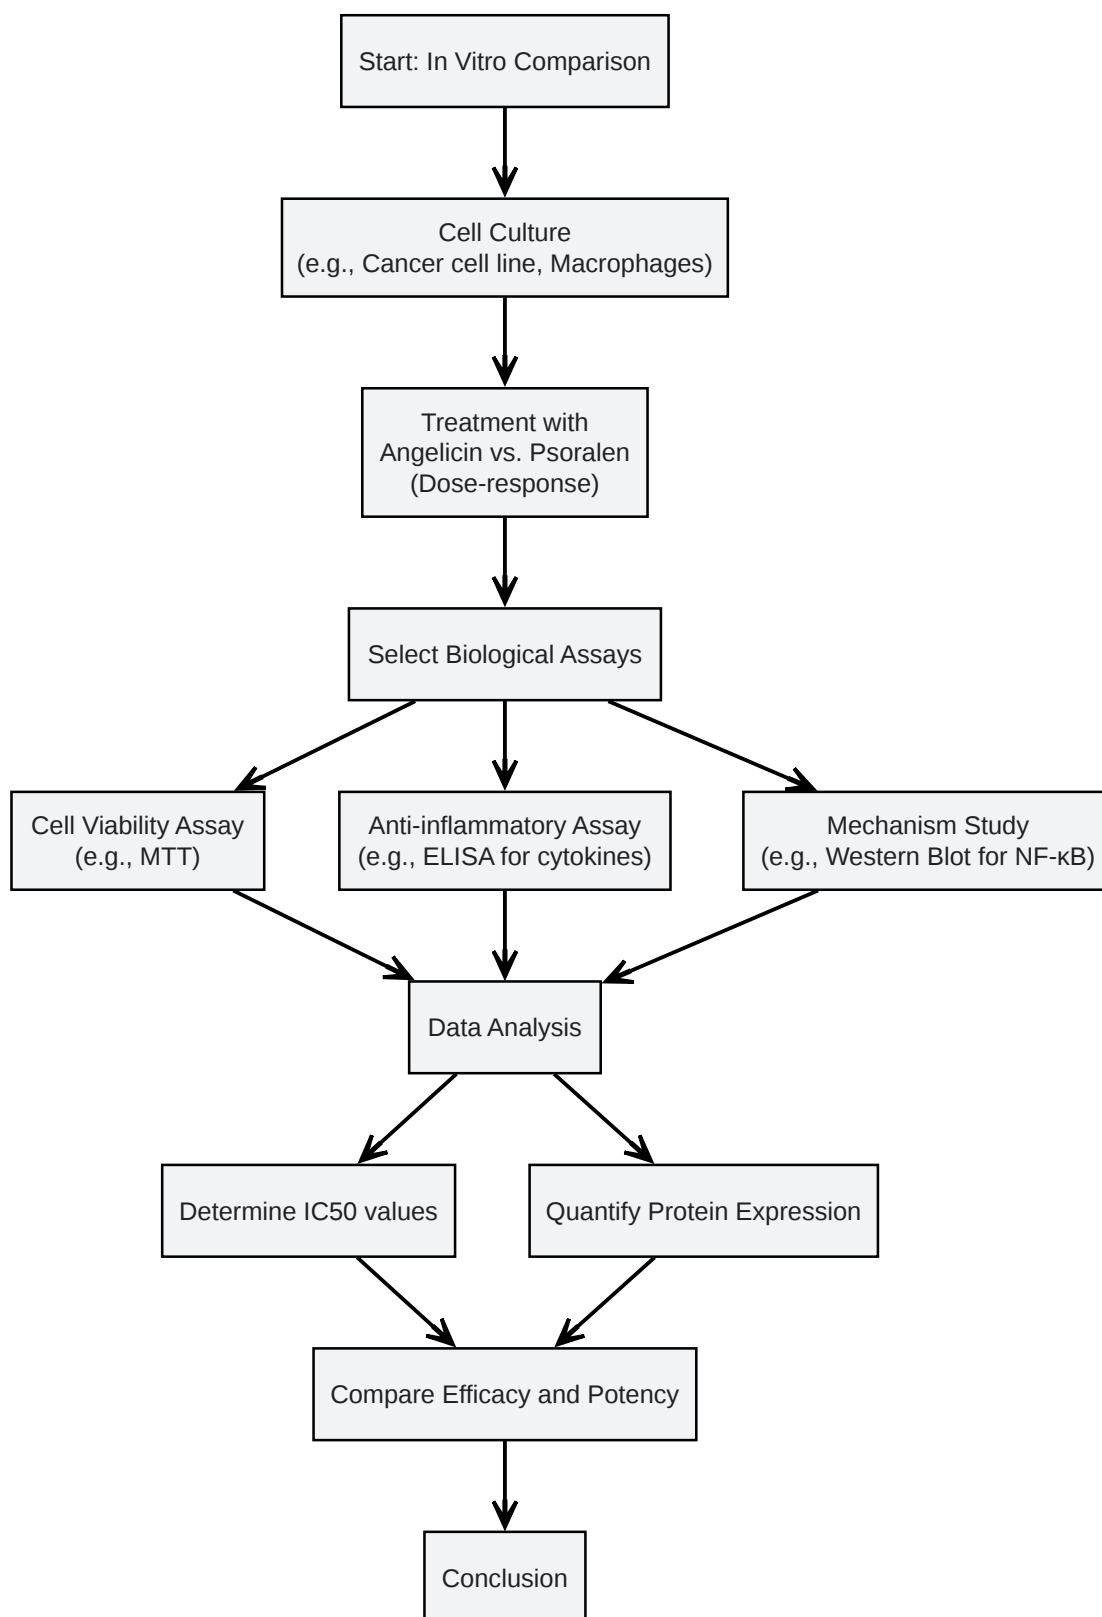 Start: In Vitro Comparison
Cell Culture
(e.g., Cancer cell line, Macrophages)
Treatment with
Angelicin vs. Psoralen
(Dose-response)
Select Biological Assays
Cell Viability Assay
(e.g., MTT)
Anti-inflammatory Assay
(e.g., ELISA for cytokines)
Mechanism Study
(e.g., Western Blot for NF-κB)
Data Analysis
Determine IC50 values
Quantify Protein Expression
Compare Efficacy and Potency
Conclusion